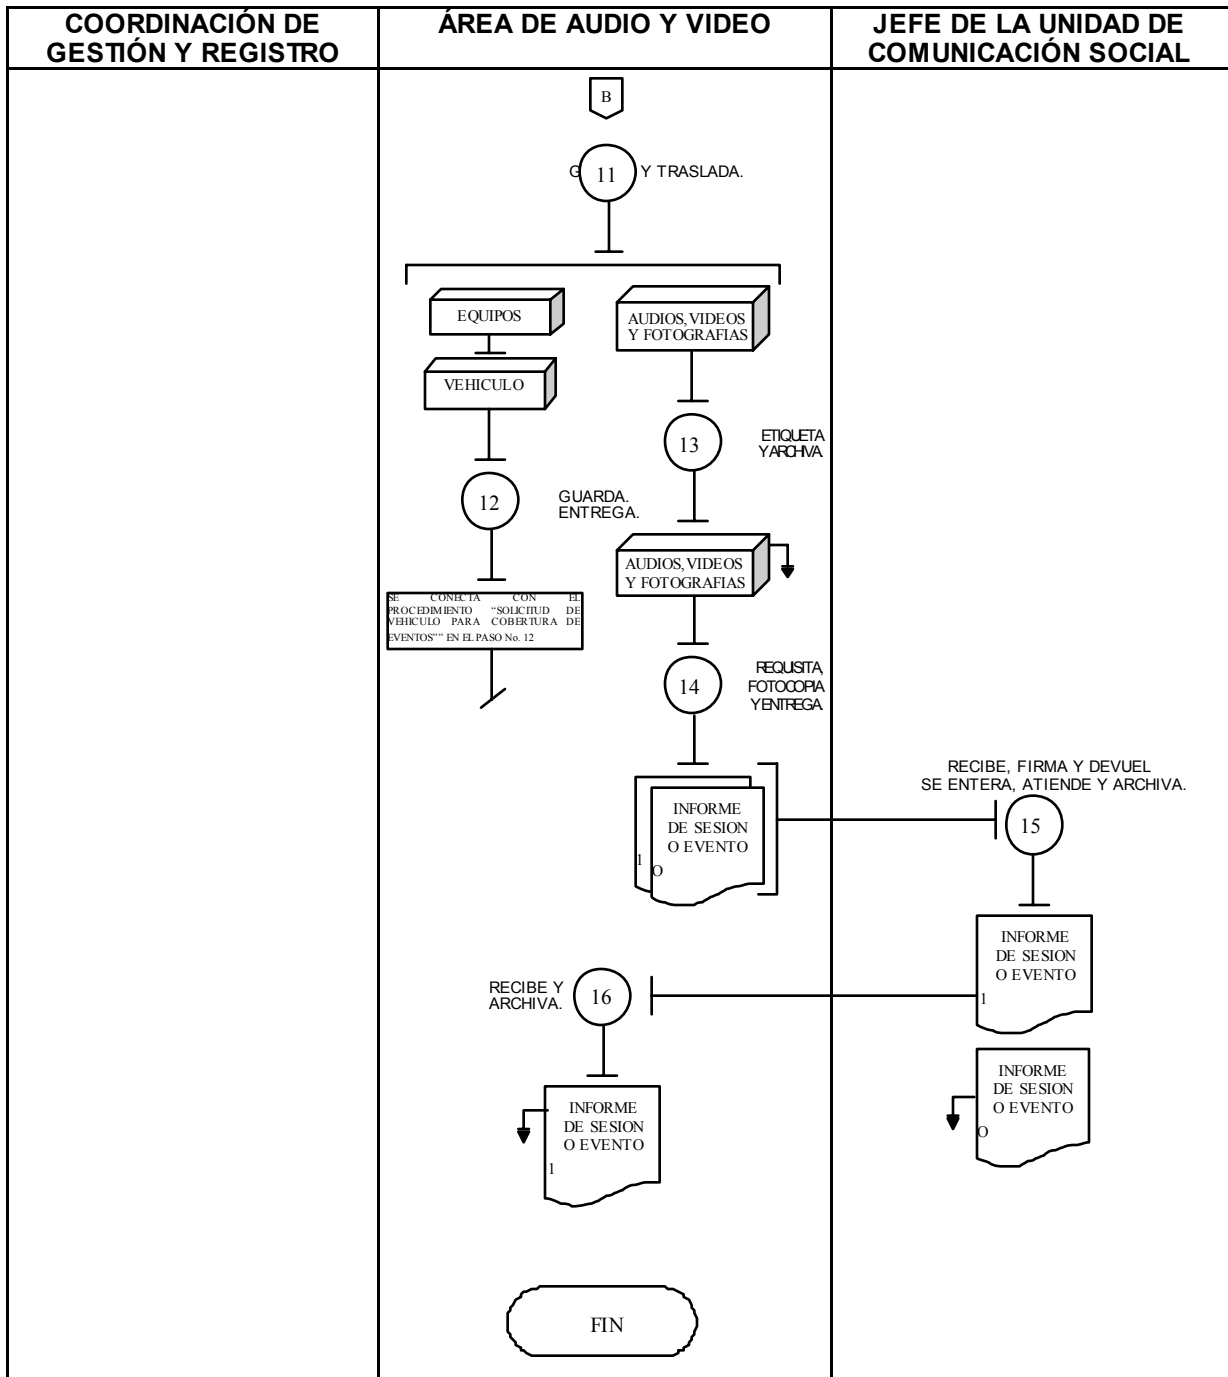 COORDINACIÓN DE
GESTIÓN Y REGISTRO
ÁREA DE AUDIO Y VIDEO
JEFE DE LA UNIDAD DE
COMUNICACIÓN SOCIAL
B
G 11 Y TRASLADA.
EQUIPOS
VEHICULO
AUDIOS, VIDEOS
Y FOTOGRAFIAS
12
GUARDA.
ENTREGA.
13
ETIQUETA
Y ARCHIVA.
SE CONECTA CON EL
PROCEDIMIENTO “SOLICITUD DE
VEHICULO PARA COBERTURA DE
EVENTOS”” EN EL PASO No. 12
AUDIOS, VIDEOS
Y FOTOGRAFIAS
14
REQUISITA,
FOTOCOPIA
Y ENTREGA.
INFORME
DE SESION
O EVENTO
1
O
RECIBE, FIRMA Y DEVUEL
SE ENTERA, ATIENDE Y ARCHIVA.
15
INFORME
DE SESION
O EVENTO
1
RECIBE Y
ARCHIVA.
16
INFORME
DE SESION
O EVENTO
O
INFORME
DE SESION
O EVENTO
1
FIN